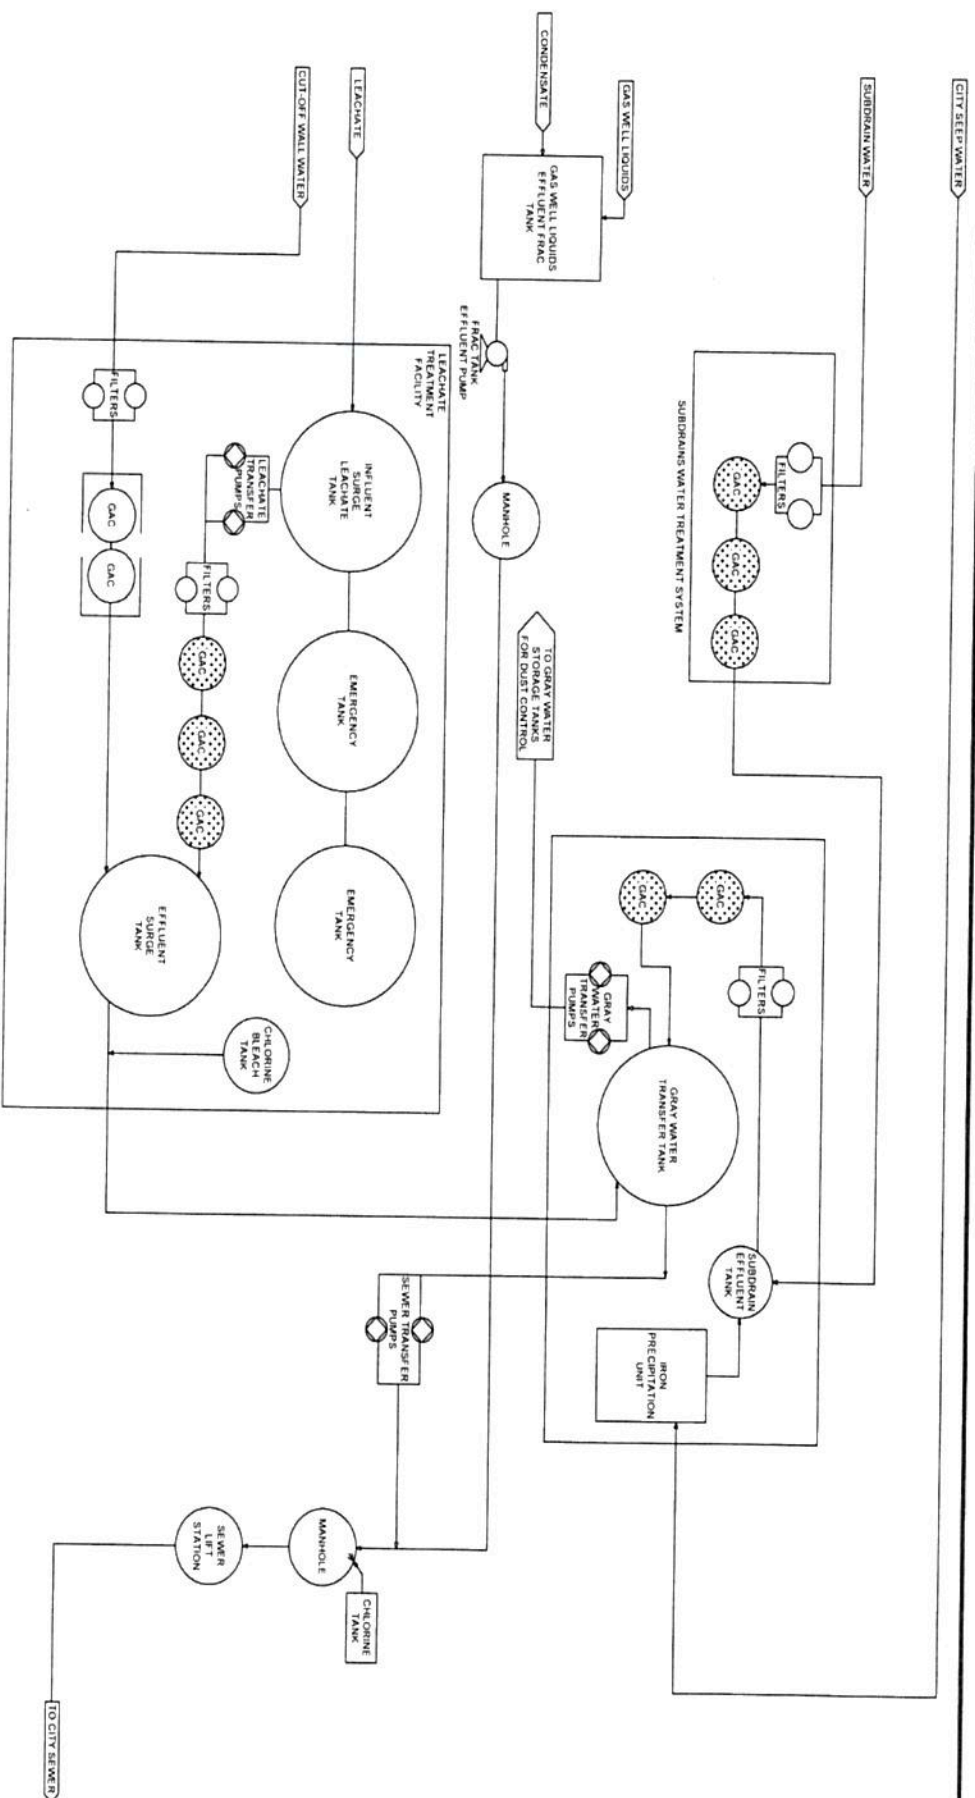 CITY SEEP WATER
SUBDRAIN WATER
GAS WELL LIQUIDS
CONDENSATE
LEACHATE
CUT-OFF WALL WATER
FILTERS
GAC
GAC
GAC
SUBDRAINS WATER TREATMENT SYSTEM
GAS WELL LIQUIDS
EFFLUENT FRAC
TANK
FRAC TANK
EFFLUENT PUMP
MANHOLE
TO GRAY WATER
STORAGE TANKS
FOR DUST CONTROL
GAC
GAC
FILTERS
GRAY
WATER
TRANSFER
PUMPS
GRAY WATER
TRANSFER TANK
SUBDRAIN
EFFLUENT
TANK
IRON
PRECIPITATION
UNIT
LEACHATE
TREATMENT
FACILITY
INFLUENT
SURGE
LEACHATE
TANK
EMERGENCY
TANK
EMERGENCY
TANK
LEACHATE
TRANSFER
PUMPS
FILTERS
GAC
GAC
GAC
FILTERS
GAC
GAC
EFFLUENT
SURGE
TANK
CHLORINE
BLEACH
TANK
SEWER TRANSFER
PUMPS
CHLORINE
TANK
MANHOLE
SEWER
LIFT
STATION
TO CITY SEWER